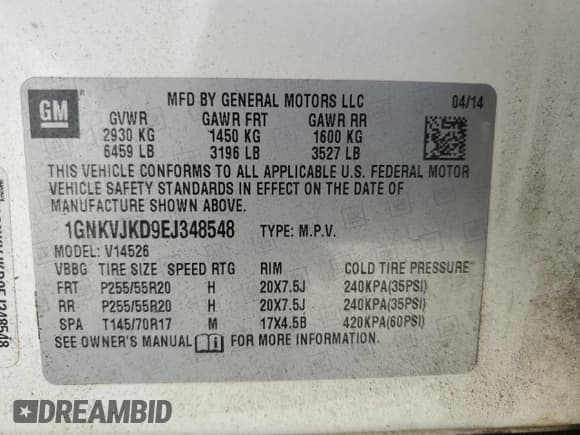 GM
MFD BY GENERAL MOTORS LLC 04/14
GVWR GAWR FRT GAWR RR
2930 KG 1450 KG 1600 KG
6459 LB 3196 LB 3527 LB
THIS VEHICLE CONFORMS TO ALL APPLICABLE U.S. FEDERAL MOTOR
VEHICLE SAFETY STANDARDS IN EFFECT ON THE DATE OF
MANUFACTURE SHOWN ABOVE.
1GNKVJKD9EJ348548 TYPE: M.P.V.
MODEL: V14526
VBBG TIRE SIZE SPEED RTG RIM COLD TIRE PRESSURE
FRT P255/55R20 H 20X7.5J 240KPA(35PSI)
RR P255/55R20 H 20X7.5J 240KPA(35PSI)
SPA T145/70R17 M 17X4.5B 420KPA(60PSI)
SEE OWNER'S MANUAL FOR MORE INFORMATION.
DREAMBID